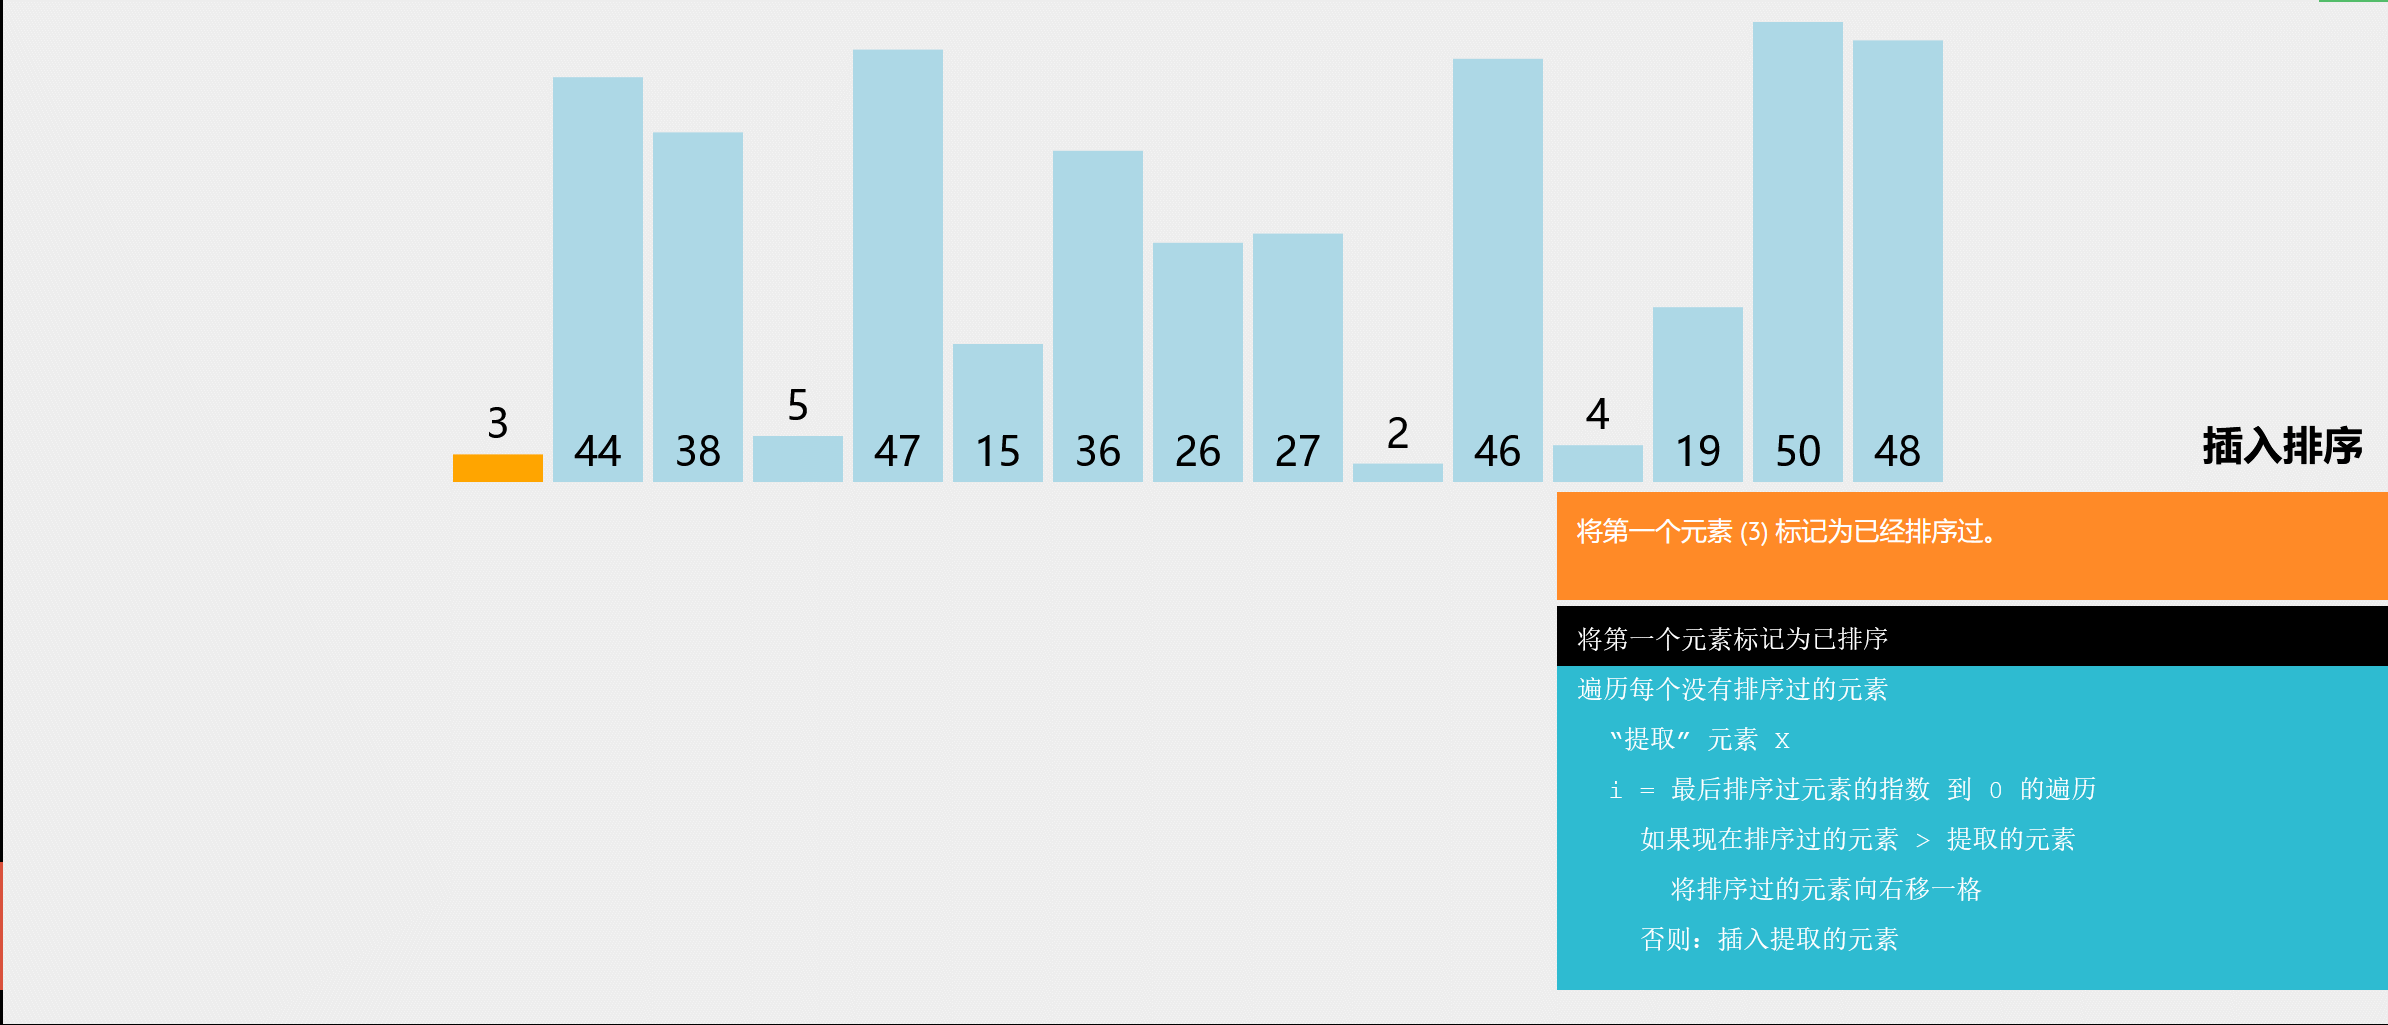 3 44 38 5 47 15 36 26 27 2 46 4 19 50 48
插入排序
将第一个元素 (3) 标记为已经排序过。
将第一个元素标记为已排序
遍历每个没有排序过的元素
“提取” 元素 X
i = 最后排序过元素的指数 到 0 的遍历
如果现在排序过的元素 > 提取的元素
将排序过的元素向右移一格
否则：插入提取的元素